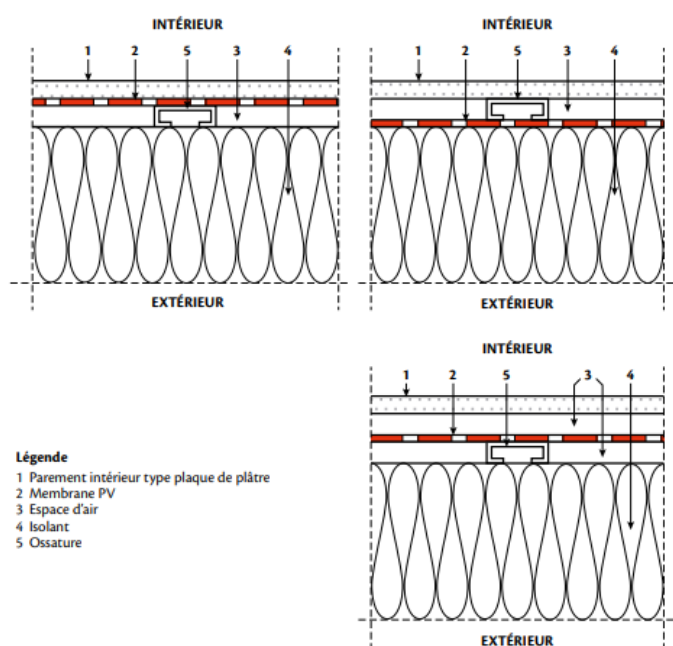 INTÉRIEUR
1 2 5 3 4
EXTÉRIEUR
INTÉRIEUR
1 2 5 3 4
EXTÉRIEUR
INTÉRIEUR
1 2 5 3 4
EXTÉRIEUR
Légende
1 Parement intérieur type plaque de plâtre
2 Membrane PV
3 Espace d'air
4 Isolant
5 Ossature